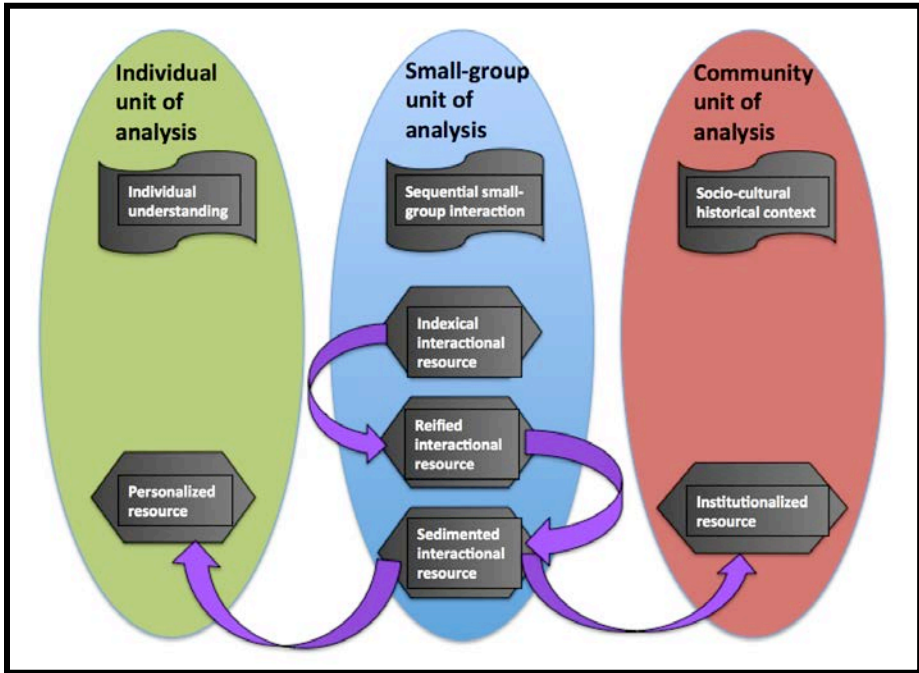 Individual
unit of
analysis
Small-group
unit of
analysis
Community
unit of
analysis
Individual
understanding
Sequential small-
group interaction
Socio-cultural
historical context
Indexical
interactional
resource
Reified
interactional
resource
Personalized
resource
Institutionalized
resource
Sedimented
interactional
resource